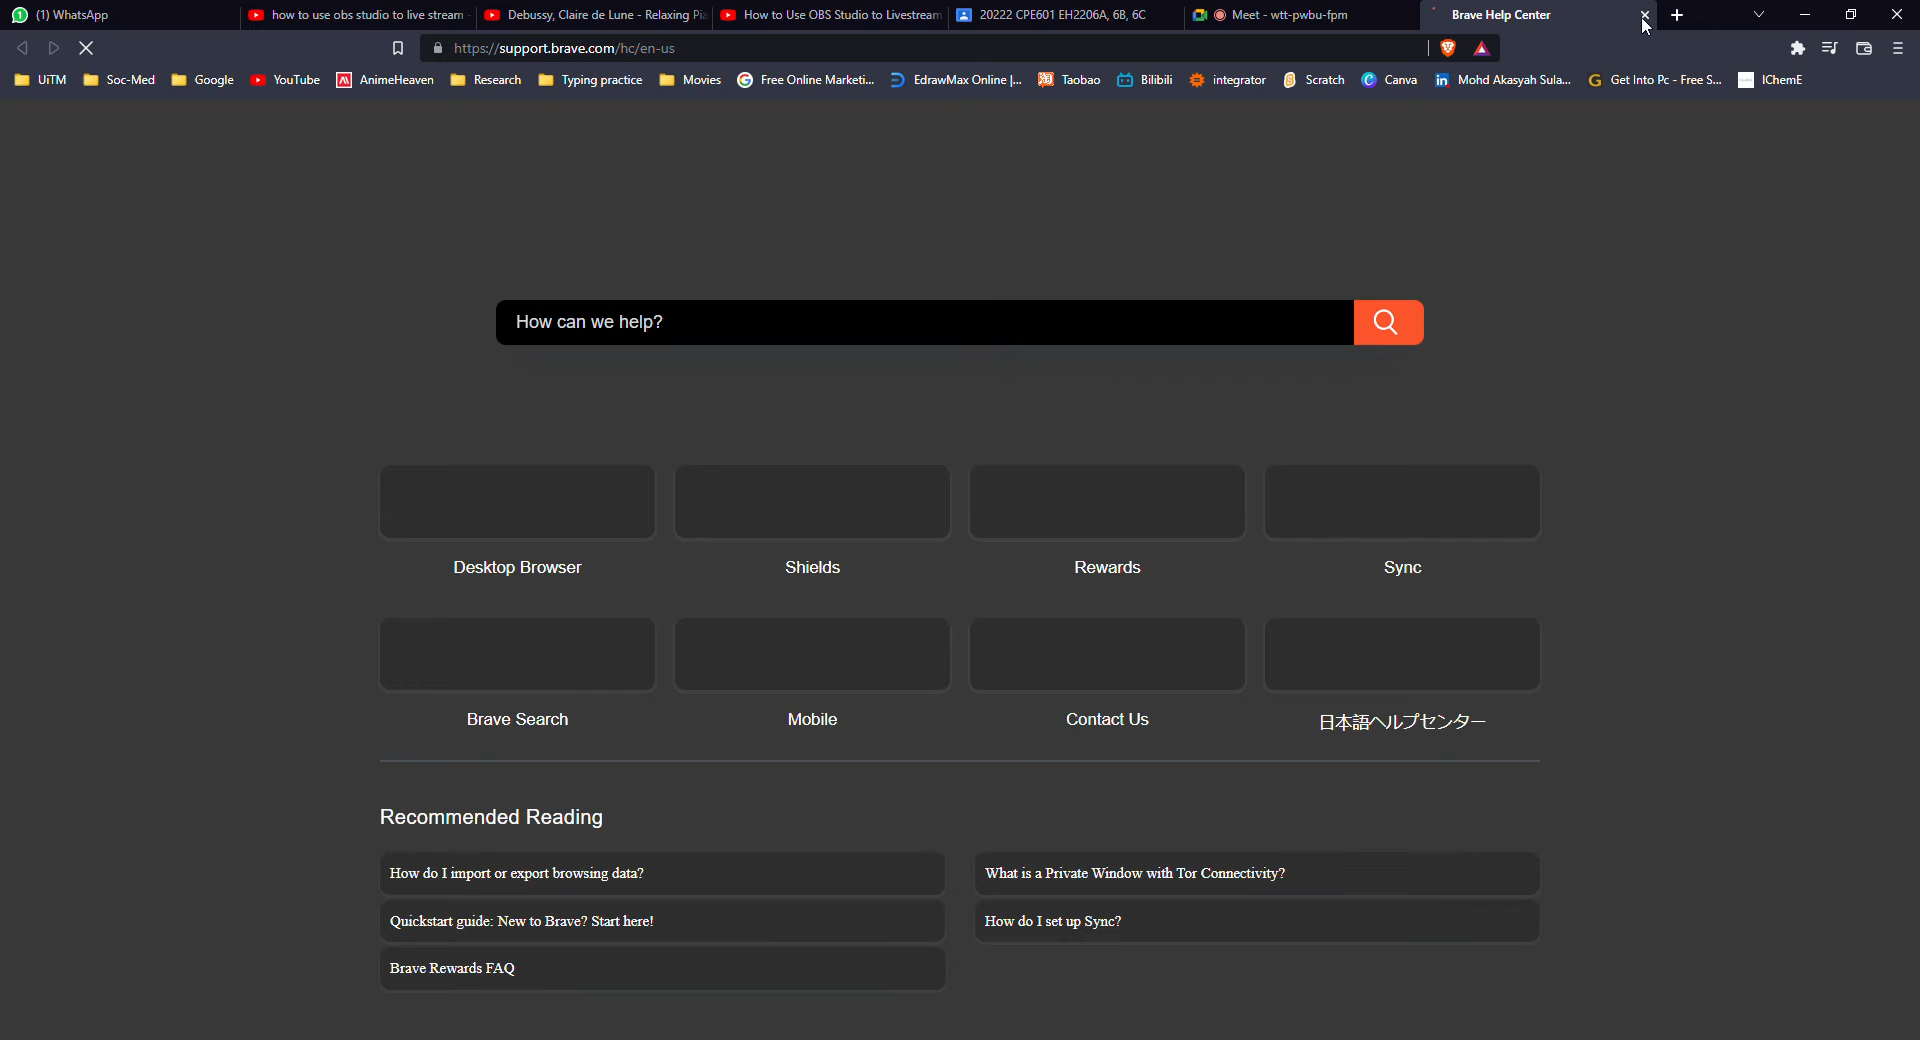 (1) WhatsApp
how to use obs studio to live stream
Debussy, Claire de Lune - Relaxing Pi
How to Use OBS Studio to Livestream
20222 CPE601 EH2206A, 6B, 6C
Meet - wtt-pwbu-fpm
Brave Help Center
https://support.brave.com/hc/en-us
UiTM
Soc-Med
Google
YouTube
AnimeHeaven
Research
Typing practice
Movies
Free Online Marketi...
EdrawMax Online |...
Taobao
Bilibili
integrator
Scratch
Canva
Mohd Akasyah Sula...
Get Into Pc - Free S...
IChemE
How can we help?
Desktop Browser
Shields
Rewards
Sync
Brave Search
Mobile
Contact Us
日本語ヘルプセンター
Recommended Reading
How do I import or export browsing data?
What is a Private Window with Tor Connectivity?
Quickstart guide: New to Brave? Start here!
How do I set up Sync?
Brave Rewards FAQ